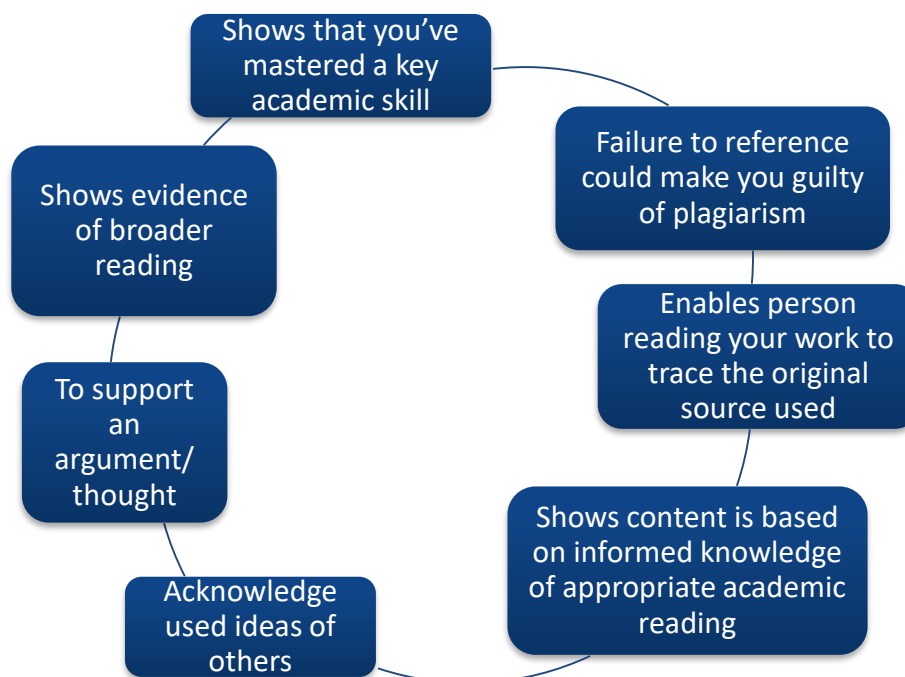 Shows that you’ve
mastered a key
academic skill
Failure to reference
could make you guilty
of plagiarism
Enables person
reading your work to
trace the original
source used
Shows content is based
on informed knowledge
of appropriate academic
reading
Acknowledge
used ideas of
others
To support
an
argument/
thought
Shows evidence
of broader
reading